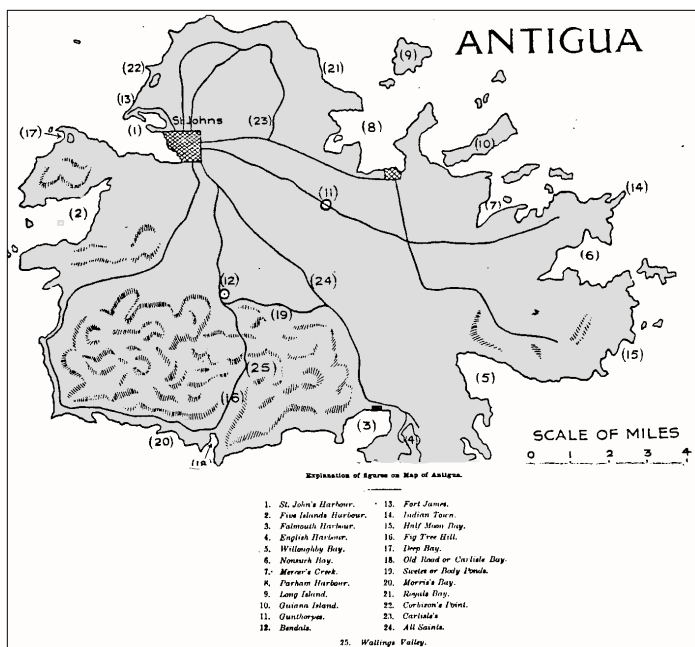 ANTIGUA
(9)
(22)
(21)
(13)
St Johns
(23)
(17)
(1)
(8)
(10)
(11)
(14)
(7)
(2)
(6)
(12)
(24)
(19)
(15)
(25)
(5)
(16)
(3)
(4)
(20)
(18)
SCALE OF MILES
0 1 2 3 4
Explanation of figures on Map of Antigua.
1. St. John's Harbour.
2. Five Islands Harbour.
3. Falmouth Harbour.
4. English Harbour.
5. Willoughby Bay.
6. Nonsuch Bay.
7. Mercer's Creek.
8. Parham Harbour.
9. Long Island.
10. Guiana Island.
11. Gunthorpes.
12. Bendals.
13. Fort James.
14. Indian Town.
15. Half Moon Bay.
16. Fig Tree Hill.
17. Deep Bay.
18. Old Road or Carlisle Bay.
19. Swetes or Body Ponds.
20. Morris's Bay.
21. Royals Bay.
22. Corbison's Point.
23. Carlisle's
24. All Saints.
25. Wallings Valley.